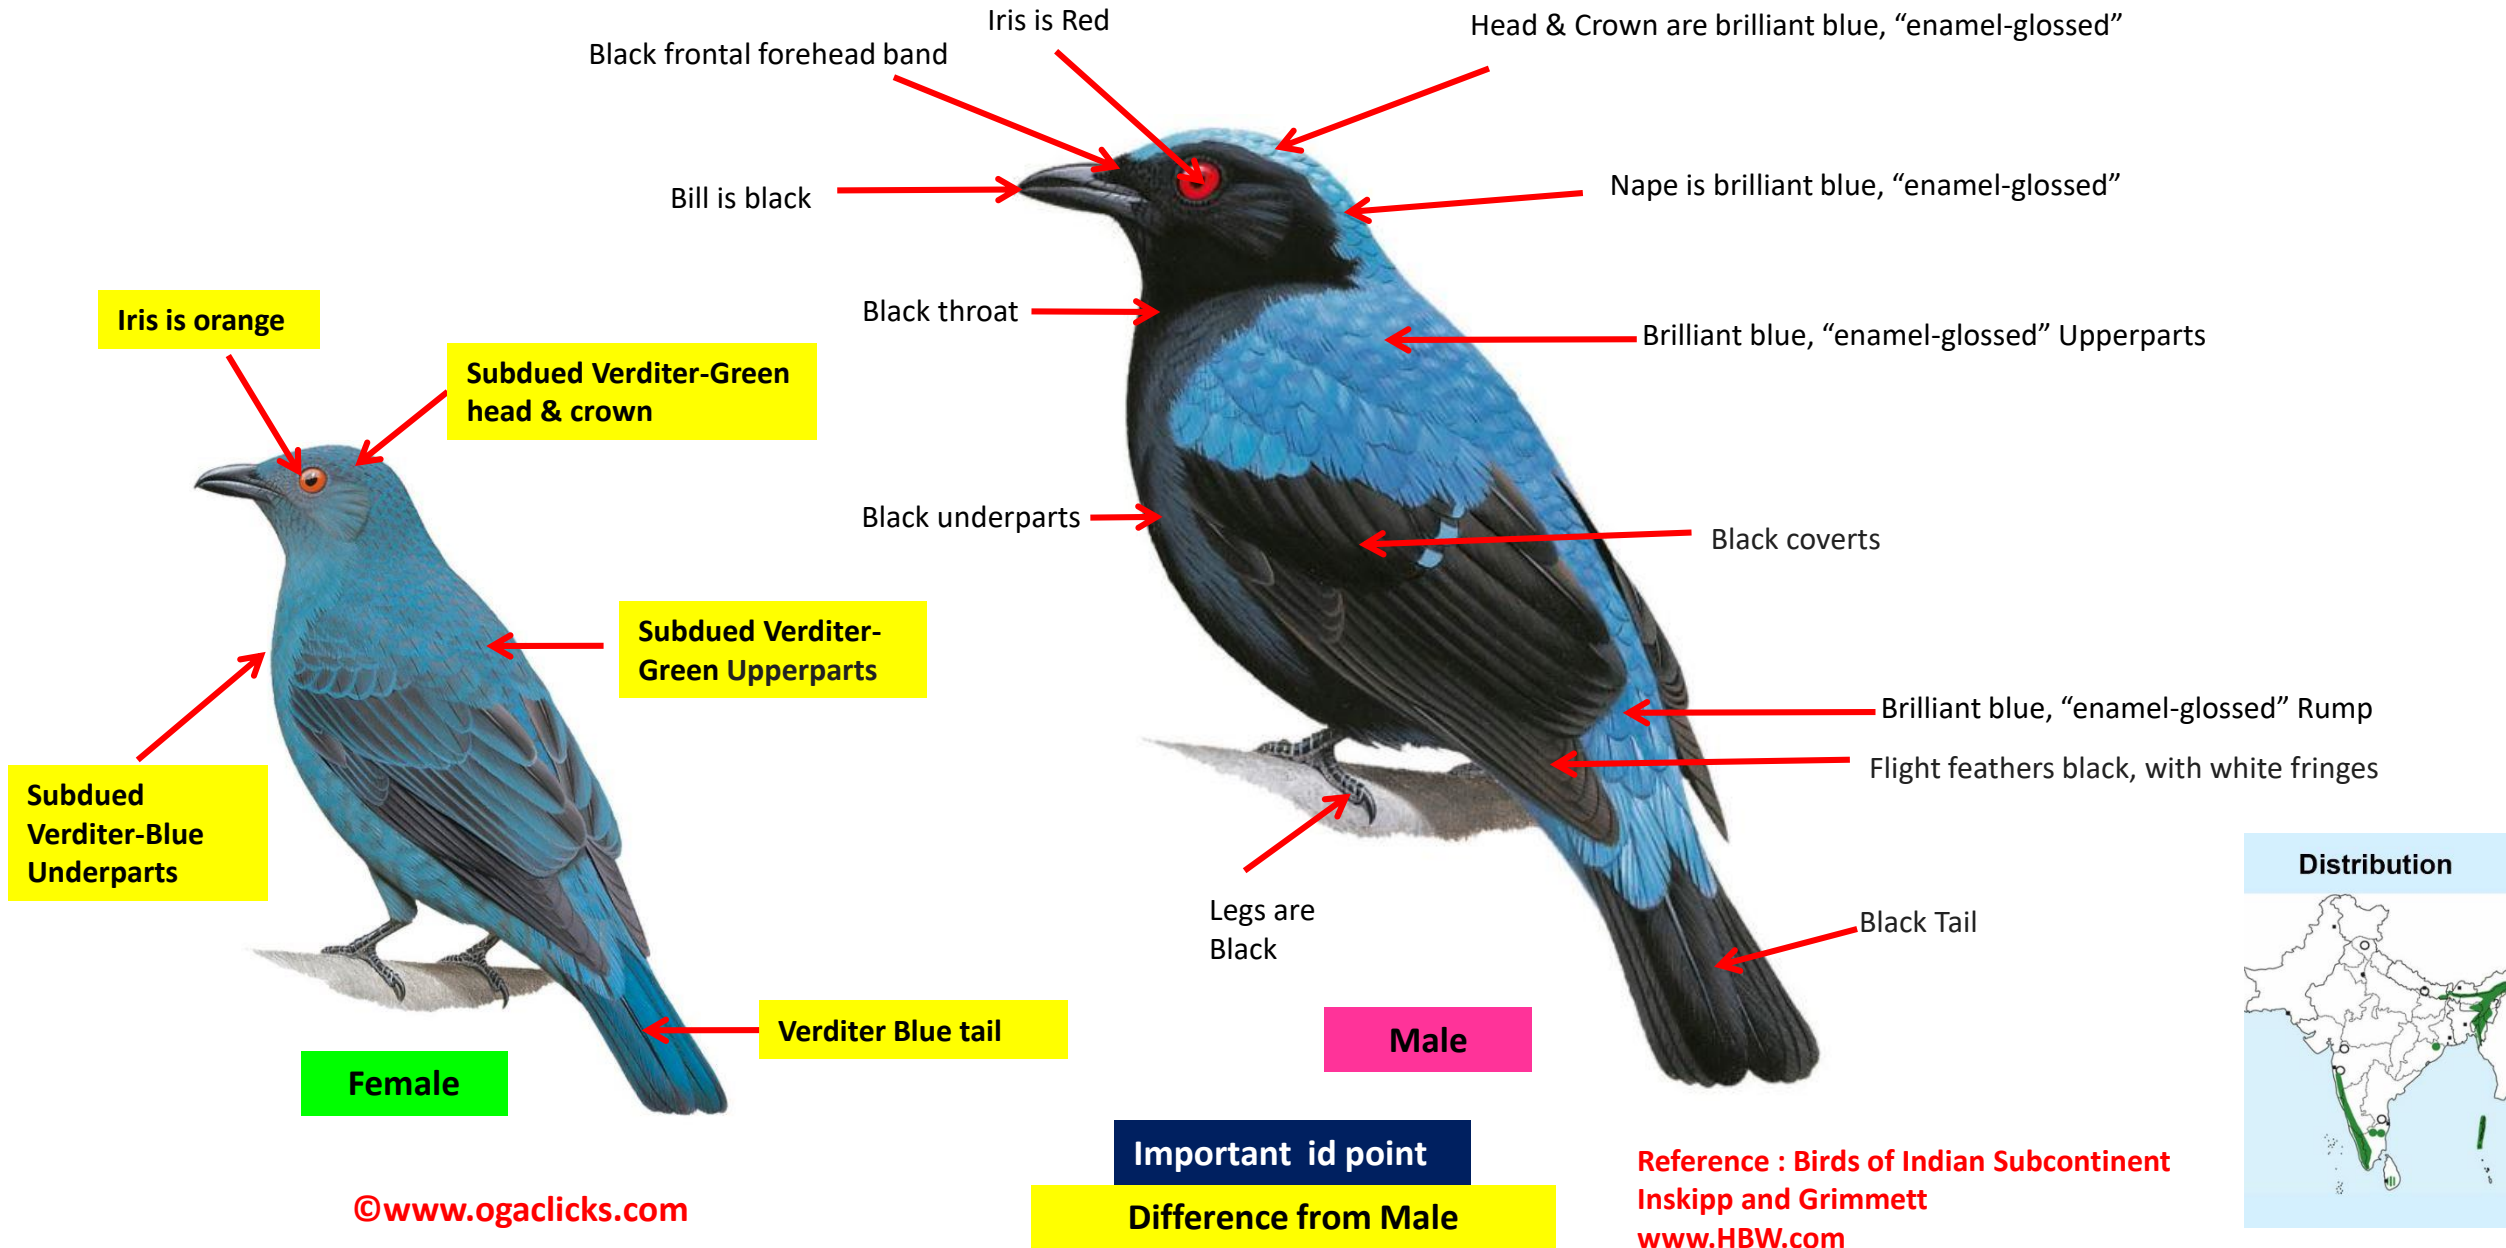 Iris is Red
Head & Crown are brilliant blue, “enamel-glossed”
Black frontal forehead band
Bill is black
Nape is brilliant blue, “enamel-glossed”
Black throat
Iris is orange
Brilliant blue, “enamel-glossed” Upperparts
Subdued Verditer-Green
head & crown
Black underparts
Black coverts
Subdued Verditer-
Green Upperparts
Brilliant blue, “enamel-glossed” Rump
Flight feathers black, with white fringes
Subdued
Verditer-Blue
Underparts
Legs are
Black
Black Tail
Distribution
Verditer Blue tail
Male
Female
Important id point
Difference from Male
©www.ogaclicks.com
Reference : Birds of Indian Subcontinent
Inskipp and Grimmett
www.HBW.com